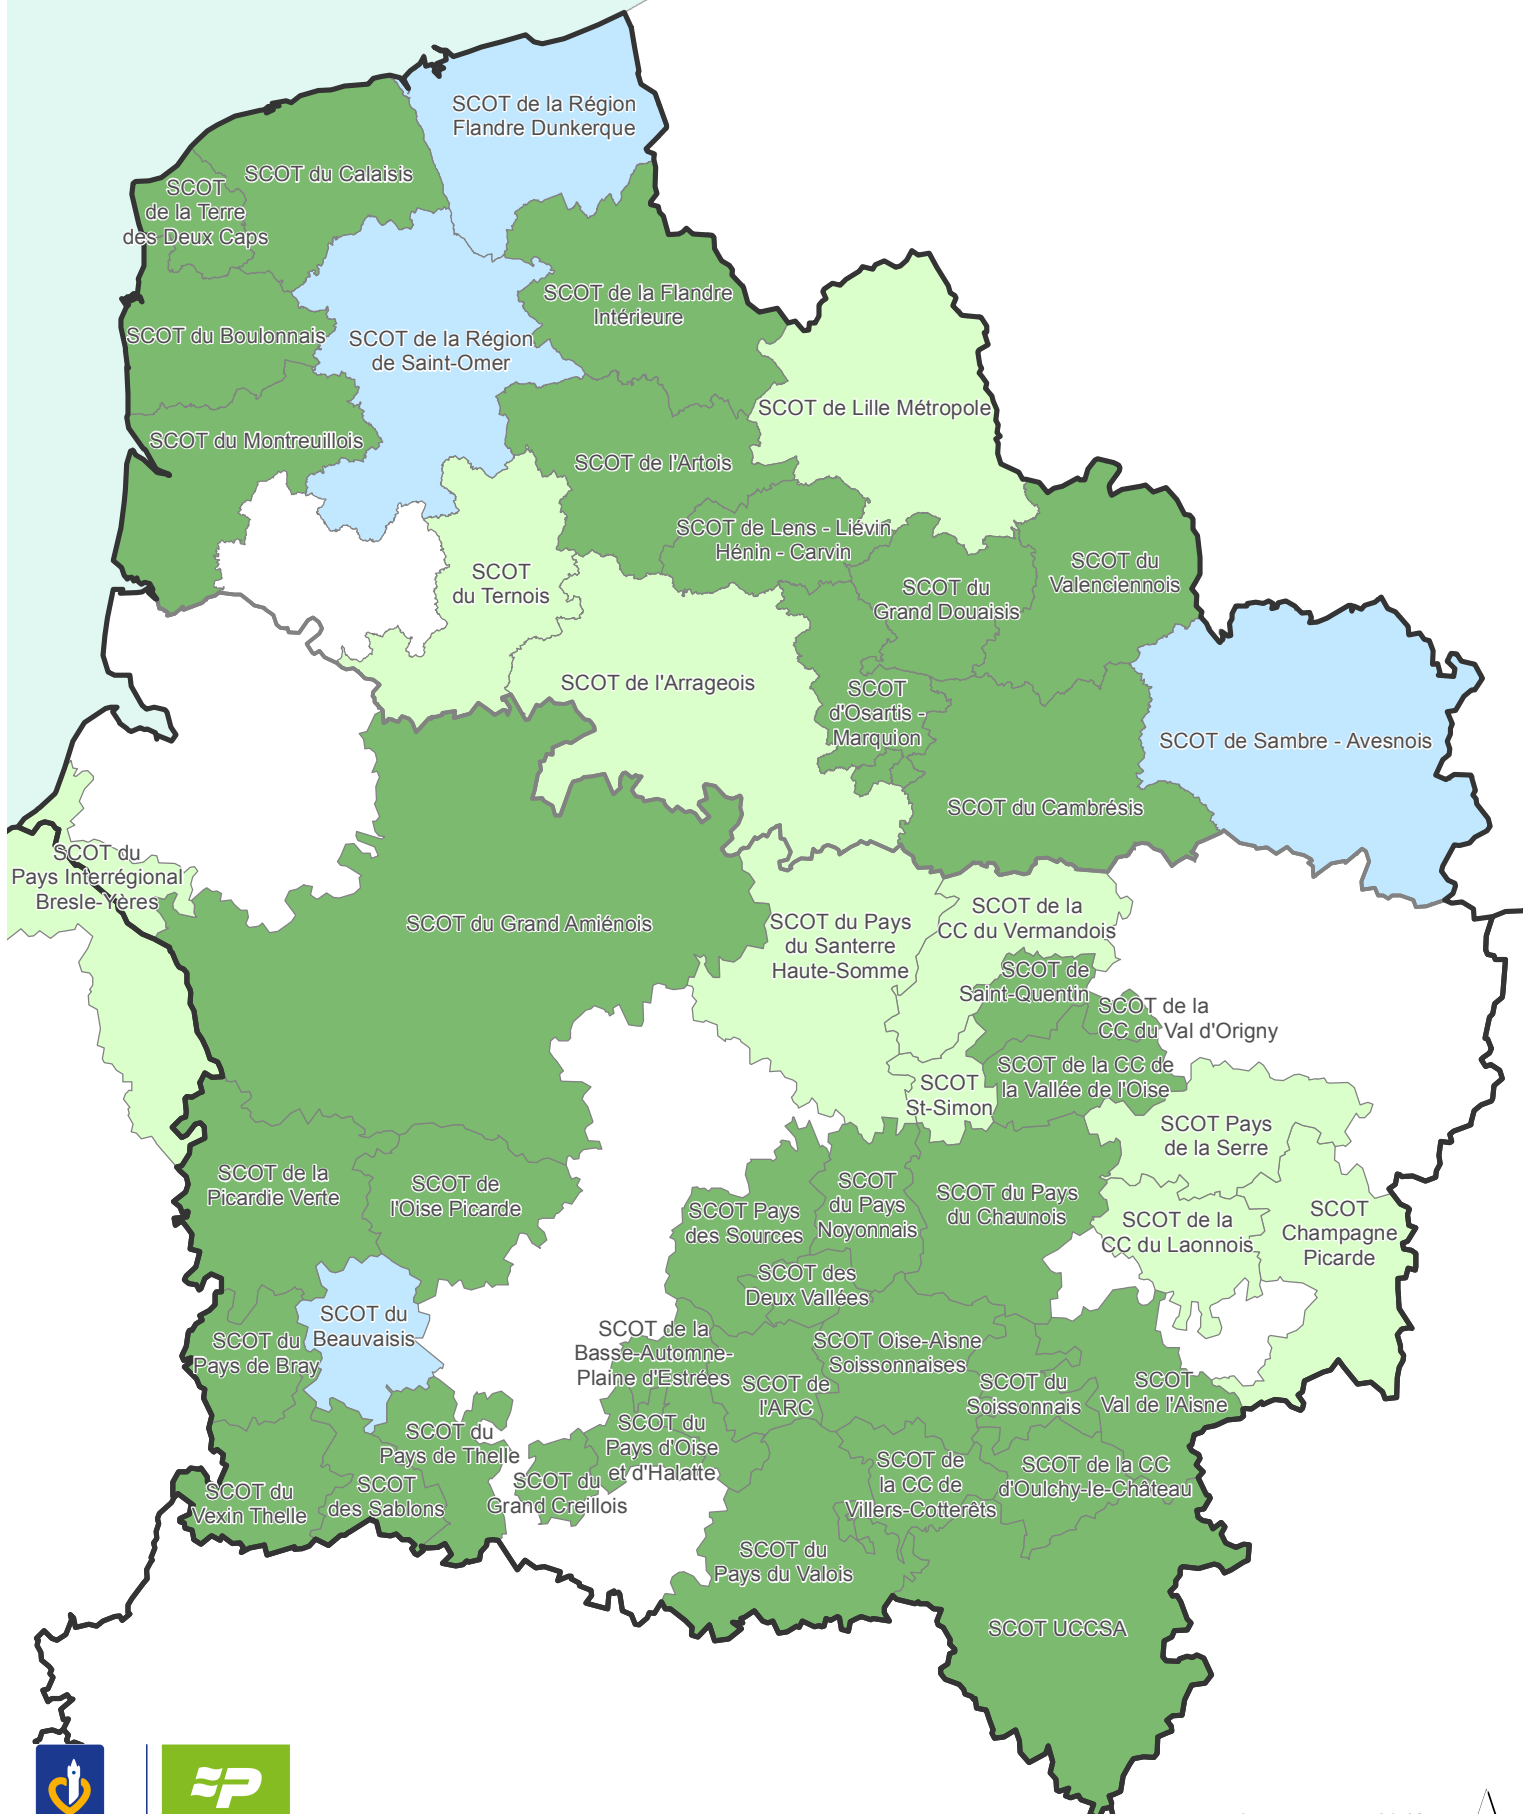 SCOT de la Région
Flandre Dunkerque
SCOT du Calaisis
SCOT
de la Terre
des Deux Caps
SCOT de la Flandre
Intérieure
SCOT du Boulonnais
SCOT de la Région
de Saint-Omer
SCOT de Lille Métropole
SCOT du Montreuillois
SCOT de l'Artois
SCOT de Lens - Liévin
Hénin - Carvin
SCOT du
Valenciennois
SCOT
du Ternois
SCOT du
Grand Douaisis
SCOT de l'Arrageois
SCOT
d'Osartis -
Marquion
SCOT de Sambre - Avesnois
SCOT du Cambrésis
SCOT du
Pays Interrégional
Bresle-Yères
SCOT du Grand Amiénois
SCOT du Pays
du Santerre
Haute-Somme
SCOT de la
CC du Vermandois
SCOT de
Saint-Quentin
SCOT de la
CC du Val d'Origny
SCOT de la CC de
la Vallée de l'Oise
SCOT
St-Simon
SCOT Pays
de la Serre
SCOT de la
Picardie Verte
SCOT de
l'Oise Picarde
SCOT Pays
des Sources
SCOT
du Pays
Noyonnais
SCOT du Pays
du Chaunois
SCOT de la
CC du Laonnois
SCOT
Champagne
Picarde
SCOT des
Deux Vallées
SCOT du
Beauvaisis
SCOT du
Pays de Bray
SCOT de la
Basse-Automne-
Plaine d'Estrées
SCOT Oise-Aisne
Soissonnaises
SCOT de
l'ARC
SCOT du
Soissonnais
SCOT
Val de l'Aisne
SCOT du
Pays de Thelle
SCOT du
Pays d'Oise
et d'Halatte
SCOT du
Vexin Thelle
SCOT
des Sablons
SCOT du
Grand Creillois
SCOT de
la CC de
Villers-Cotterêts
SCOT de la CC
d'Oulchy-le-Château
SCOT du
Pays du Valois
SCOT UCCSA